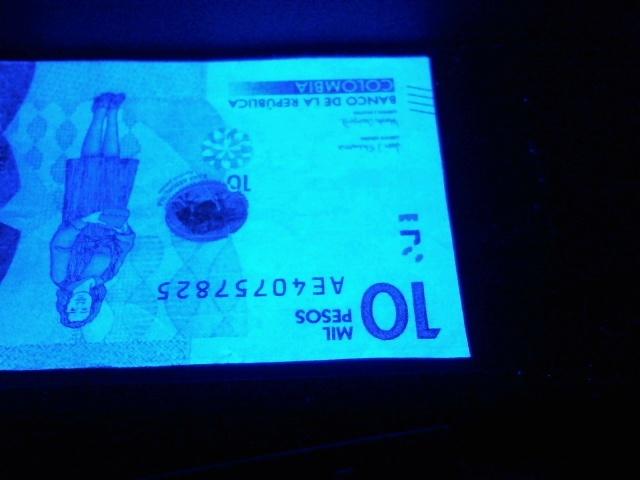 10
MIL
PESOS
AE40757825
10
BANCO DE LA REPÚBLICA
COLOMBIA